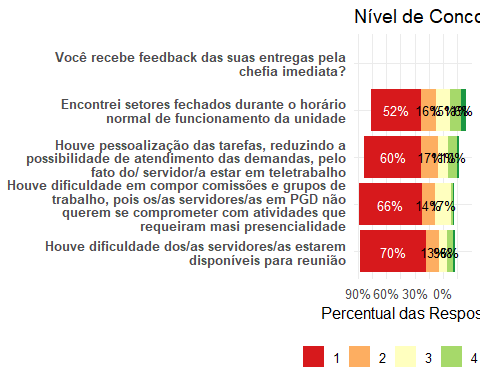 Nível de Conco
Você recebe feedback das suas entregas pela
chefia imediata?
Encontrei setores fechados durante o horário
normal de funcionamento da unidade
52% 16%
Houve pessoalização das tarefas, reduzindo a
possibilidade de atendimento das demandas, pelo
fato do/ servidor/a estar em teletrabalho
60% 17%
Houve dificuldade em compor comissões e grupos de
trabalho, pois os/as servidores/as em PGD não
querem se comprometer com atividades que
requeiram masi presencialidade
66% 14% 17%
Houve dificuldade dos/as servidores/as estarem
disponíveis para reunião
70% 13%
90% 60% 30% 0%
Percentual das Respos
1 2 3 4